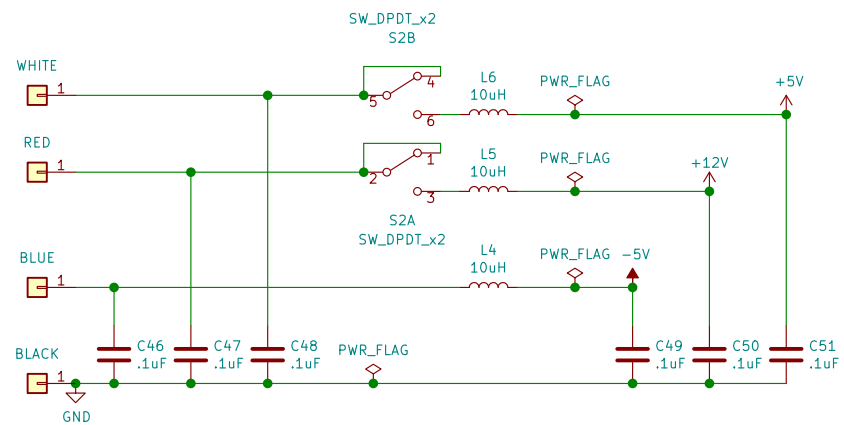 SW_DPDT_x2
S2B
WHITE
1
5
4
6
L6
10uH
PWR_FLAG
+5V
RED
1
2
1
3
L5
10uH
PWR_FLAG
+12V
S2A
SW_DPDT_x2
BLUE
1
L4
10uH
PWR_FLAG
-5V
BLACK
1
GND
C46
.1uF
C47
.1uF
C48
.1uF
PWR_FLAG
C49
.1uF
C50
.1uF
C51
.1uF